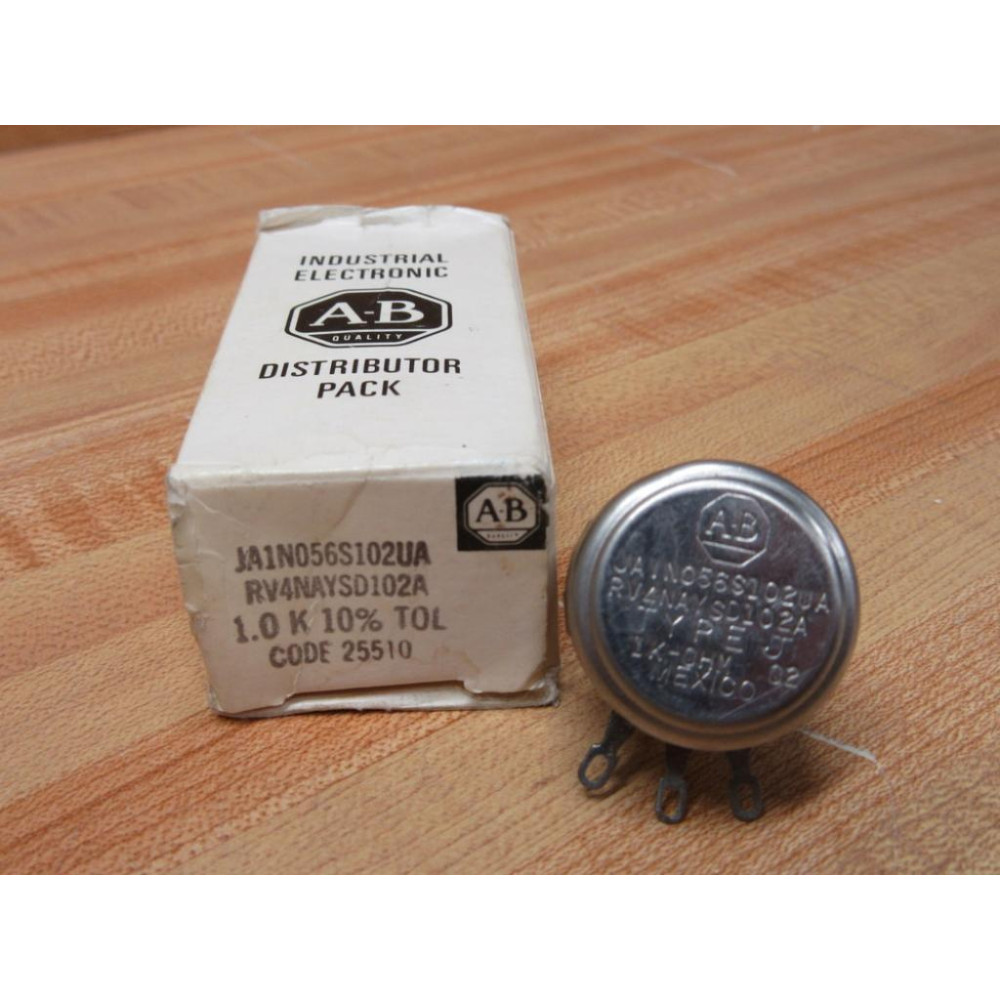 INDUSTRIAL
ELECTRONIC
A-B
QUALITY
DISTRIBUTOR
PACK
A-B
QUALITY
JA1N056S102UA
RV4NAYSD102A
1.0 K 10% TOL
CODE 25510
A-B
JA1N056S102UA
RV4NAYSD102A
TYPE J
1K-OHM 02
MEXICO